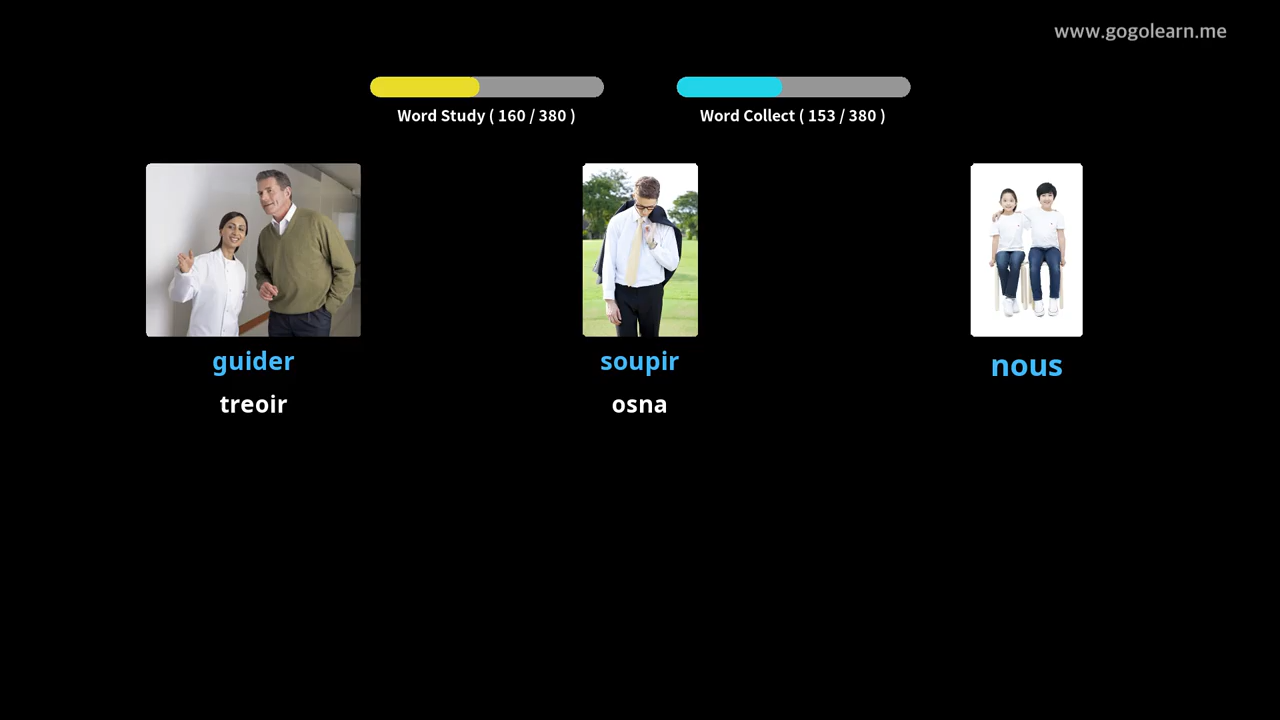 www.gogolearn.me
Word Study ( 160 / 380 )
Word Collect ( 153 / 380 )
guider
treoir
soupir
osna
nous